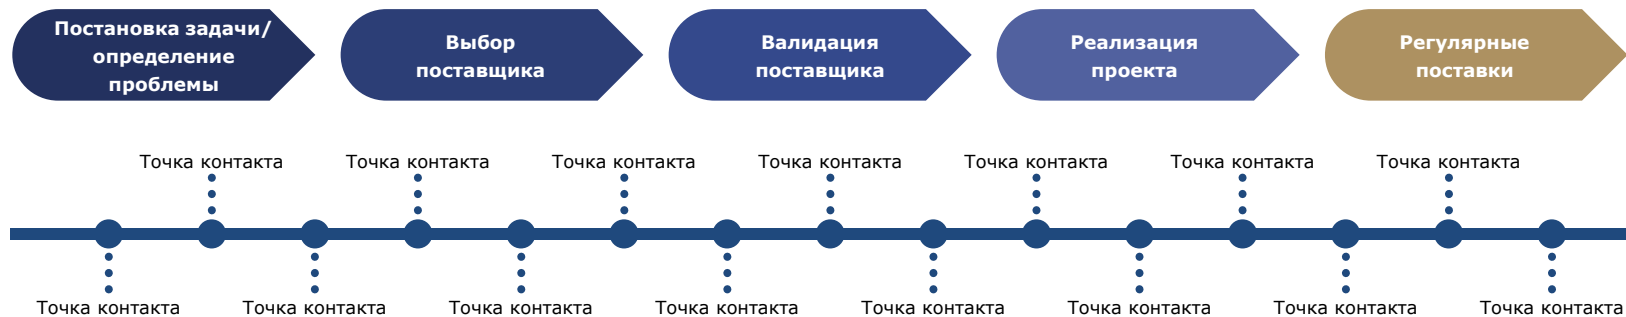 Постановка задачи/
определение
проблемы
Выбор
поставщика
Валидация
поставщика
Реализация
проекта
Регулярные
поставки
Точка контакта Точка контакта Точка контакта Точка контакта Точка контакта Точка контакта Точка контакта
Точка контакта Точка контакта Точка контакта Точка контакта Точка контакта Точка контакта Точка контакта Точка контакта